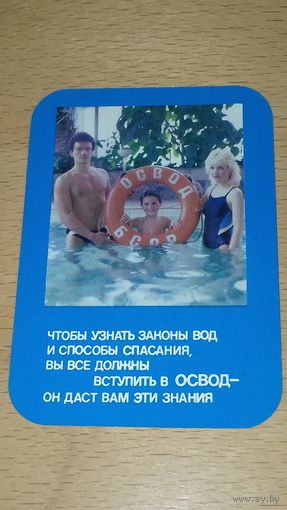 ОСВОД
БССР
ЧТОБЫ УЗНАТЬ ЗАКОНЫ ВОД
И СПОСОБЫ СПАСАНИЯ,
ВЫ ВСЕ ДОЛЖНЫ
ВСТУПИТЬ В ОСВОД—
ОН ДАСТ ВАМ ЭТИ ЗНАНИЯ
www.ay.by